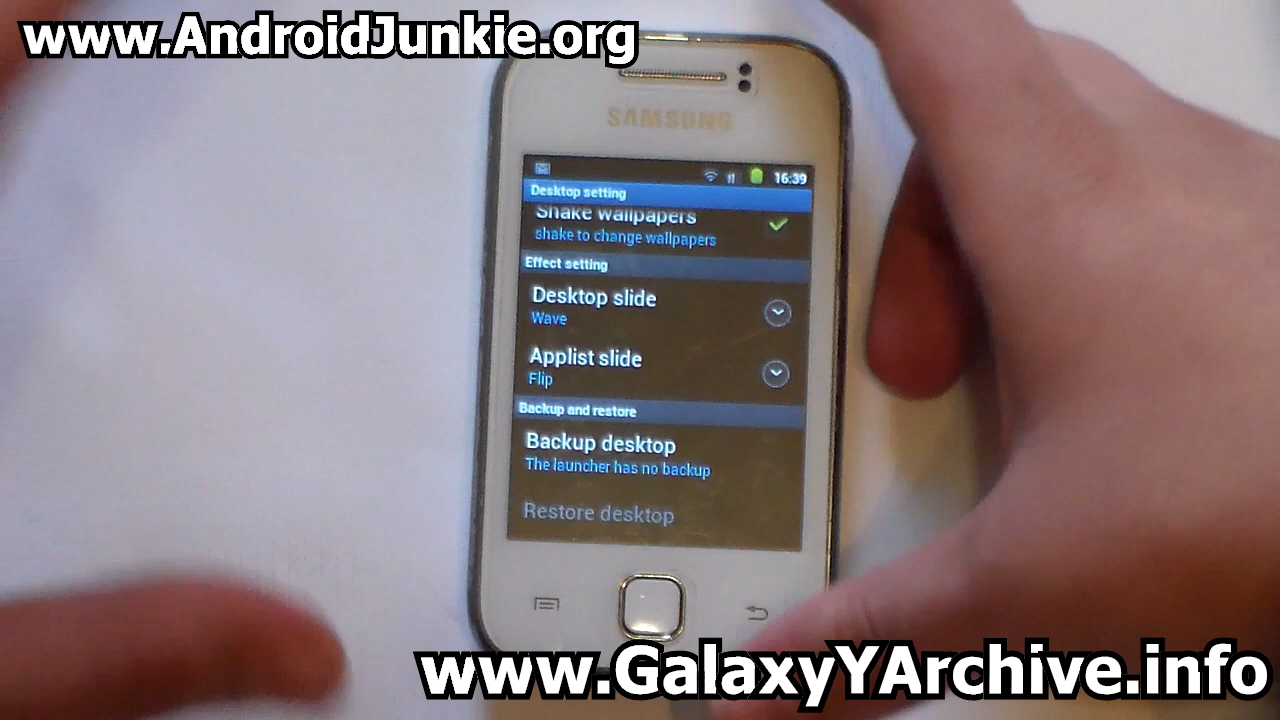 www.AndroidJunkie.org
SAMSUNG
16:39
Desktop setting
Shake wallpapers
shake to change wallpapers
Effect setting
Desktop slide
Wave
Applist slide
Flip
Backup and restore
Backup desktop
The launcher has no backup
Restore desktop
www.GalaxyYArchive.info